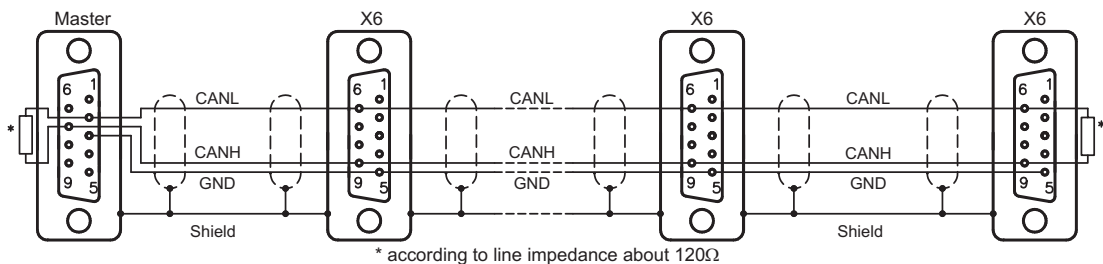 Master X6 X6 X6
6 1 6 1 6 1 6 1
CANL CANL CANL
* *
CANH CANH CANH
9 5 9 5 9 5 9 5
GND GND GND
Shield Shield
* according to line impedance about 120Ω